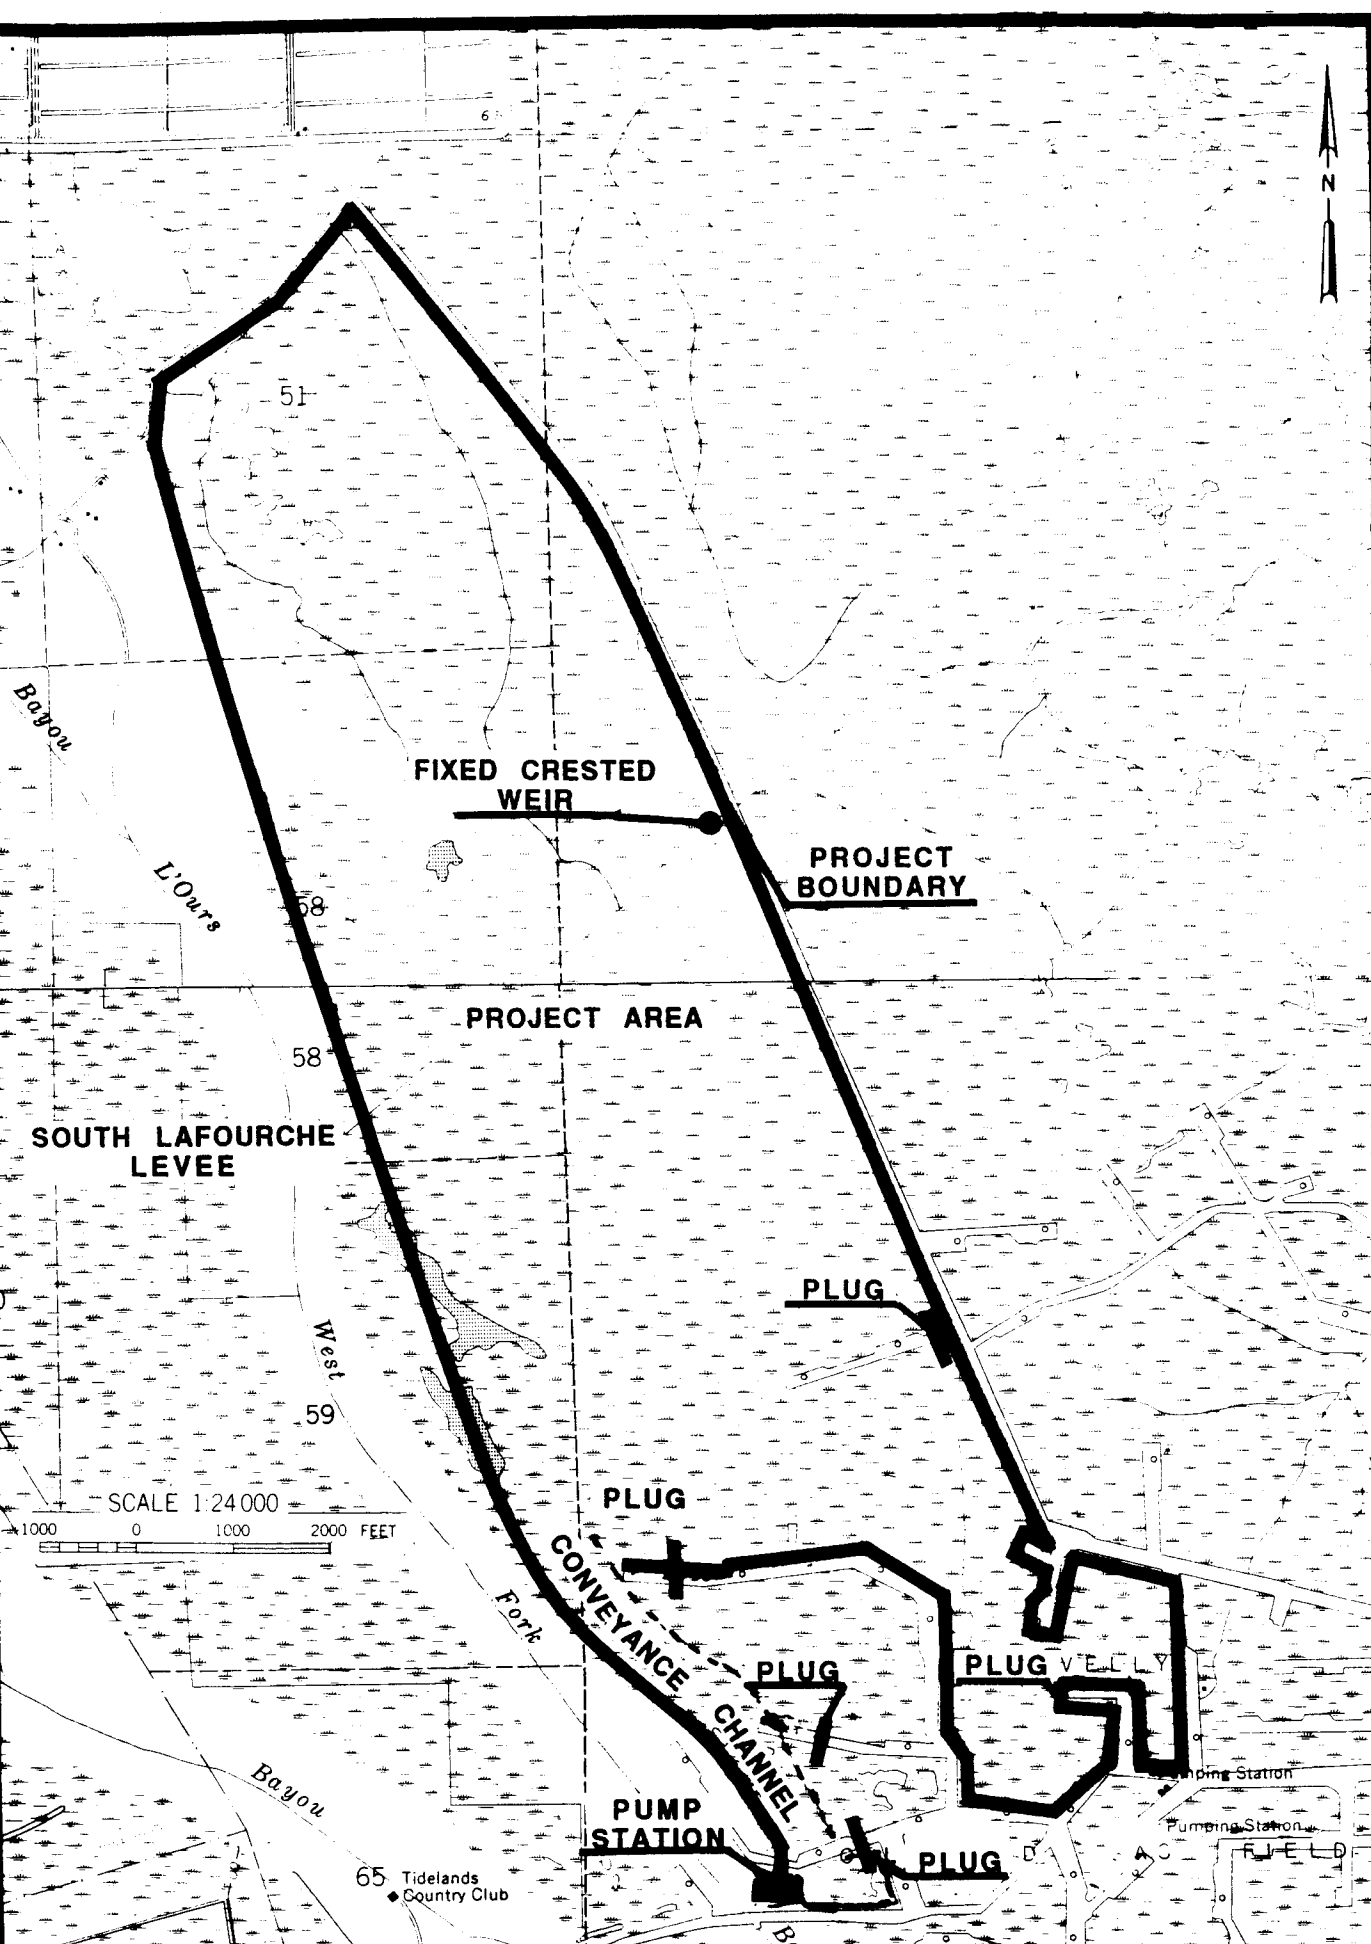 6
N
51
Bayou
L'Ours
FIXED CRESTED
WEIR
PROJECT
BOUNDARY
58
PROJECT AREA
58
SOUTH LAFOURCHE
LEVEE
PLUG
West
59
SCALE 1:24000
1000 0 1000 2000 FEET
PLUG
CONVEYANCE CHANNEL
Fork
PLUG
PLUG
VELLY
Bayou
PUMP
STATION
Pumping Station
FIELD
PLUG
65 Tidelands
Country Club